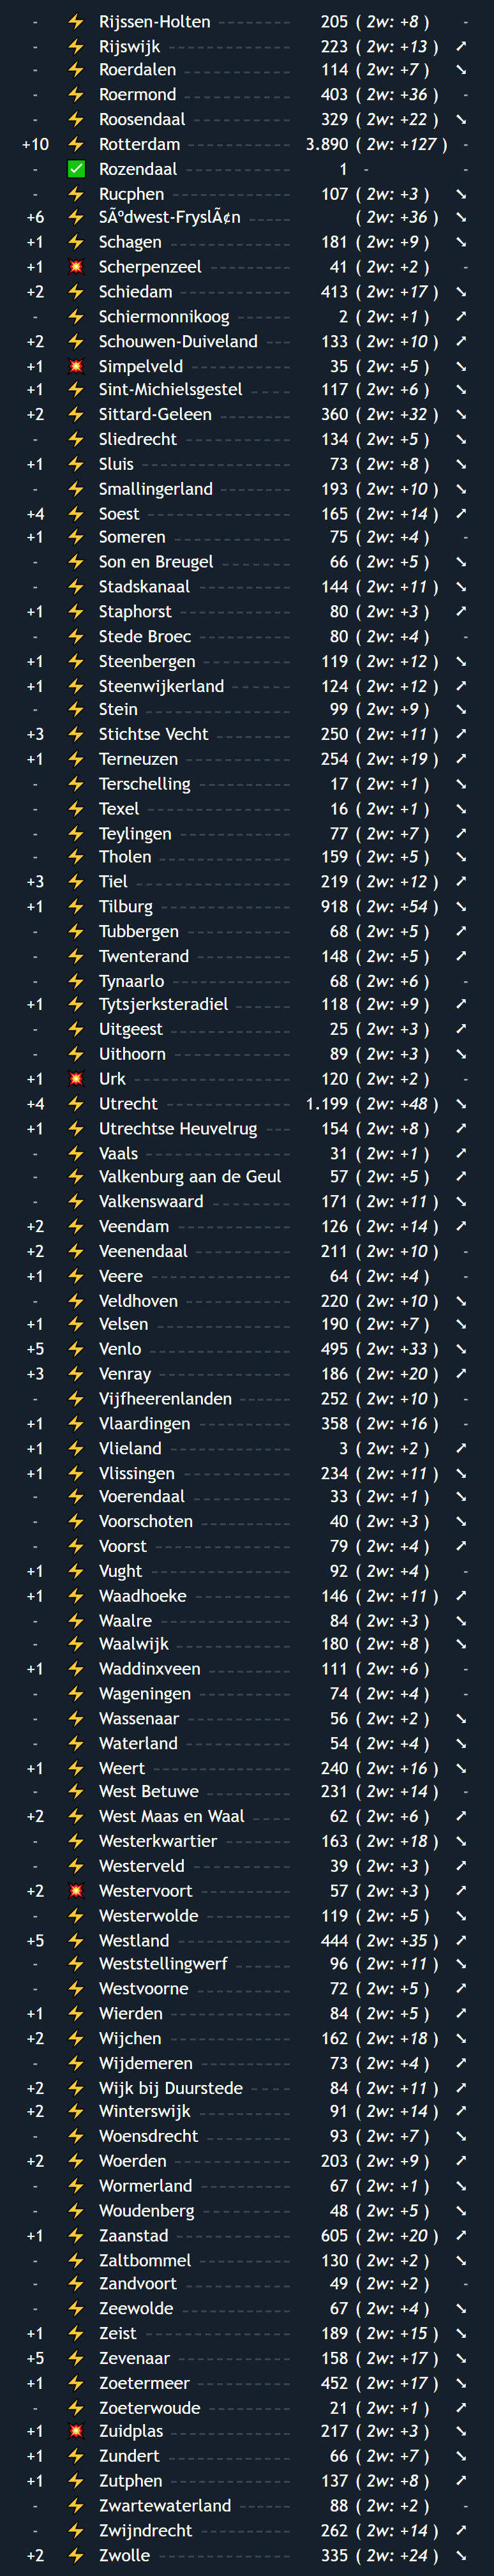 - ⚡ Rijssen-Holten ------- 205 ( 2w: +8 ) -
- ⚡ Rijswijk ------- 223 ( 2w: +13 ) ➚
- ⚡ Roerdalen ------- 114 ( 2w: +7 ) ➘
- ⚡ Roermond ------- 403 ( 2w: +36 ) -
- ⚡ Roosendaal ------- 329 ( 2w: +22 ) ➘
+10 ⚡ Rotterdam ------- 3.890 ( 2w: +127 ) -
- ✅ Rozendaal ------- 1 - -
- ⚡ Rucphen ------- 107 ( 2w: +3 ) ➘
+6 ⚡ SÃºdwest-FryslÃ¢n ---- ( 2w: +36 ) ➘
+1 ⚡ Schagen ------- 181 ( 2w: +9 ) ➘
+1 💥 Scherpenzeel ------- 41 ( 2w: +2 ) -
+2 ⚡ Schiedam ------- 413 ( 2w: +17 ) ➘
- ⚡ Schiermonnikoog ----- 2 ( 2w: +1 ) ➚
+2 ⚡ Schouwen-Duiveland --- 133 ( 2w: +10 ) ➚
+1 💥 Simpelveld ------- 35 ( 2w: +5 ) ➘
+1 ⚡ Sint-Michielsgestel ---- 117 ( 2w: +6 ) ➘
+2 ⚡ Sittard-Geleen ------- 360 ( 2w: +32 ) ➘
- ⚡ Sliedrecht ------- 134 ( 2w: +5 ) ➘
+1 ⚡ Sluis ------- 73 ( 2w: +8 ) ➘
- ⚡ Smallingerland ------- 193 ( 2w: +10 ) ➘
+4 ⚡ Soest ------- 165 ( 2w: +14 ) ➚
+1 ⚡ Someren ------- 75 ( 2w: +4 ) -
- ⚡ Son en Breugel ------- 66 ( 2w: +5 ) ➘
- ⚡ Stadskanaal ------- 144 ( 2w: +11 ) ➘
+1 ⚡ Staphorst ------- 80 ( 2w: +3 ) ➚
- ⚡ Stede Broec ------- 80 ( 2w: +4 ) -
+1 ⚡ Steenbergen ------- 119 ( 2w: +12 ) ➘
+1 ⚡ Steenwijkerland ------ 124 ( 2w: +12 ) ➚
- ⚡ Stein ------- 99 ( 2w: +9 ) ➘
+3 ⚡ Stichtse Vecht ------- 250 ( 2w: +11 ) ➚
+1 ⚡ Terneuzen ------- 254 ( 2w: +19 ) ➚
- ⚡ Terschelling ------- 17 ( 2w: +1 ) ➘
- ⚡ Texel ------- 16 ( 2w: +1 ) ➘
- ⚡ Teylingen ------- 77 ( 2w: +7 ) ➚
- ⚡ Tholen ------- 159 ( 2w: +5 ) ➘
+3 ⚡ Tiel ------- 219 ( 2w: +12 ) ➚
+1 ⚡ Tilburg ------- 918 ( 2w: +54 ) ➘
- ⚡ Tubbergen ------- 68 ( 2w: +5 ) ➚
- ⚡ Twenterand ------- 148 ( 2w: +5 ) ➚
- ⚡ Tynaarlo ------- 68 ( 2w: +6 ) -
+1 ⚡ Tytsjerksteradiel ------ 118 ( 2w: +9 ) ➚
- ⚡ Uitgeest ------- 25 ( 2w: +3 ) ➚
- ⚡ Uithoorn ------- 89 ( 2w: +3 ) ➘
+1 💥 Urk ------- 120 ( 2w: +2 ) -
+4 ⚡ Utrecht ------- 1.199 ( 2w: +48 ) ➘
+1 ⚡ Utrechtse Heuvelrug --- 154 ( 2w: +8 ) ➚
- ⚡ Vaals ------- 31 ( 2w: +1 ) ➚
- ⚡ Valkenburg aan de Geul 57 ( 2w: +5 ) ➚
- ⚡ Valkenswaard ------- 171 ( 2w: +11 ) ➘
+2 ⚡ Veendam ------- 126 ( 2w: +14 ) ➚
+2 ⚡ Veenendaal ------- 211 ( 2w: +10 ) -
+1 ⚡ Veere ------- 64 ( 2w: +4 ) -
- ⚡ Veldhoven ------- 220 ( 2w: +10 ) ➘
+1 ⚡ Velsen ------- 190 ( 2w: +7 ) ➘
+5 ⚡ Venlo ------- 495 ( 2w: +33 ) ➘
+3 ⚡ Venray ------- 186 ( 2w: +20 ) ➚
- ⚡ Vijfheerenlanden ----- 252 ( 2w: +10 ) -
+1 ⚡ Vlaardingen ------- 358 ( 2w: +16 ) -
+1 ⚡ Vlieland ------- 3 ( 2w: +2 ) ➚
+1 ⚡ Vlissingen ------- 234 ( 2w: +11 ) ➘
- ⚡ Voerendaal ------- 33 ( 2w: +1 ) ➘
- ⚡ Voorschoten ------- 40 ( 2w: +3 ) ➘
- ⚡ Voorst ------- 79 ( 2w: +4 ) ➚
+1 ⚡ Vught ------- 92 ( 2w: +4 ) -
+1 ⚡ Waadhoeke ------- 146 ( 2w: +11 ) ➚
- ⚡ Waalre ------- 84 ( 2w: +3 ) ➘
- ⚡ Waalwijk ------- 180 ( 2w: +8 ) ➘
+1 ⚡ Waddinxveen ------- 111 ( 2w: +6 ) -
- ⚡ Wageningen ------- 74 ( 2w: +4 ) -
- ⚡ Wassenaar ------- 56 ( 2w: +2 ) ➘
- ⚡ Waterland ------- 54 ( 2w: +4 ) ➘
+1 ⚡ Weert ------- 240 ( 2w: +16 ) ➘
- ⚡ West Betuwe ------- 231 ( 2w: +14 ) -
+2 ⚡ West Maas en Waal ---- 62 ( 2w: +6 ) ➚
- ⚡ Westerkwartier ------- 163 ( 2w: +18 ) ➘
- ⚡ Westerveld ------- 39 ( 2w: +3 ) ➚
+2 💥 Westervoort ------- 57 ( 2w: +3 ) ➚
- ⚡ Westerwolde ------- 119 ( 2w: +5 ) ➘
+5 ⚡ Westland ------- 444 ( 2w: +35 ) ➚
- ⚡ Weststellingwerf ------ 96 ( 2w: +11 ) ➘
- ⚡ Westvoorne ------- 72 ( 2w: +5 ) ➚
+1 ⚡ Wierden ------- 84 ( 2w: +5 ) ➚
+2 ⚡ Wijchen ------- 162 ( 2w: +18 ) ➘
- ⚡ Wijdemeren ------- 73 ( 2w: +4 ) ➚
+2 ⚡ Wijk bij Duurstede ---- 84 ( 2w: +11 ) ➚
+2 ⚡ Winterswijk ------- 91 ( 2w: +14 ) ➚
- ⚡ Woensdrecht ------- 93 ( 2w: +7 ) ➘
+2 ⚡ Woerden ------- 203 ( 2w: +9 ) ➚
- ⚡ Wormerland ------- 67 ( 2w: +1 ) ➘
- ⚡ Woudenberg ------- 48 ( 2w: +5 ) ➘
+1 ⚡ Zaanstad ------- 605 ( 2w: +20 ) ➚
- ⚡ Zaltbommel ------- 130 ( 2w: +2 ) ➘
- ⚡ Zandvoort ------- 49 ( 2w: +2 ) -
- ⚡ Zeewolde ------- 67 ( 2w: +4 ) ➘
+1 ⚡ Zeist ------- 189 ( 2w: +15 ) ➘
+5 ⚡ Zevenaar ------- 158 ( 2w: +17 ) ➘
+1 ⚡ Zoetermeer ------- 452 ( 2w: +17 ) ➘
- ⚡ Zoeterwoude ------- 21 ( 2w: +1 ) ➚
+1 💥 Zuidplas ------- 217 ( 2w: +3 ) ➘
+1 ⚡ Zundert ------- 66 ( 2w: +7 ) ➘
+1 ⚡ Zutphen ------- 137 ( 2w: +8 ) ➚
- ⚡ Zwartewaterland ----- 88 ( 2w: +2 ) -
- ⚡ Zwijndrecht ------- 262 ( 2w: +14 ) ➚
+2 ⚡ Zwolle ------- 335 ( 2w: +24 ) ➘